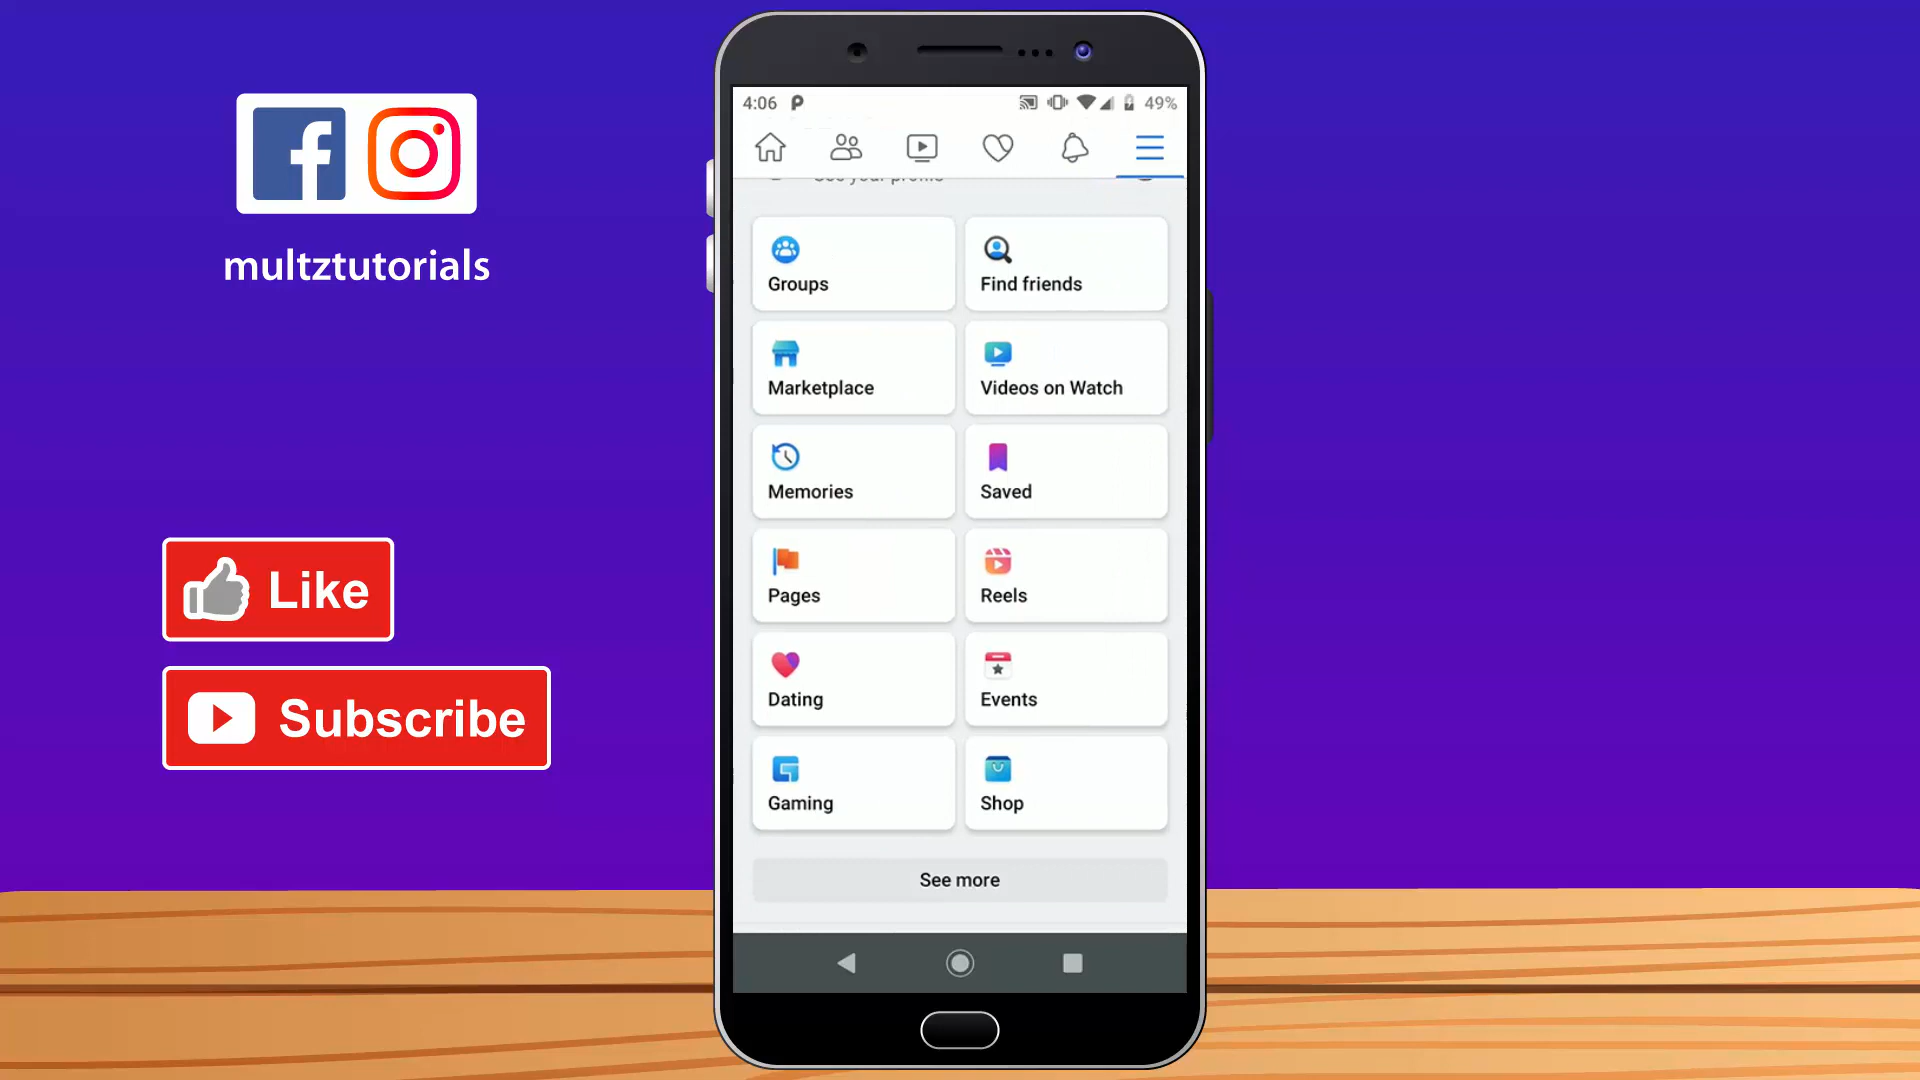 multztutorials
Like
Subscribe
4:06
49%
See your profile
Groups
Find friends
Marketplace
Videos on Watch
Memories
Saved
Pages
Reels
Dating
Events
Gaming
Shop
See more